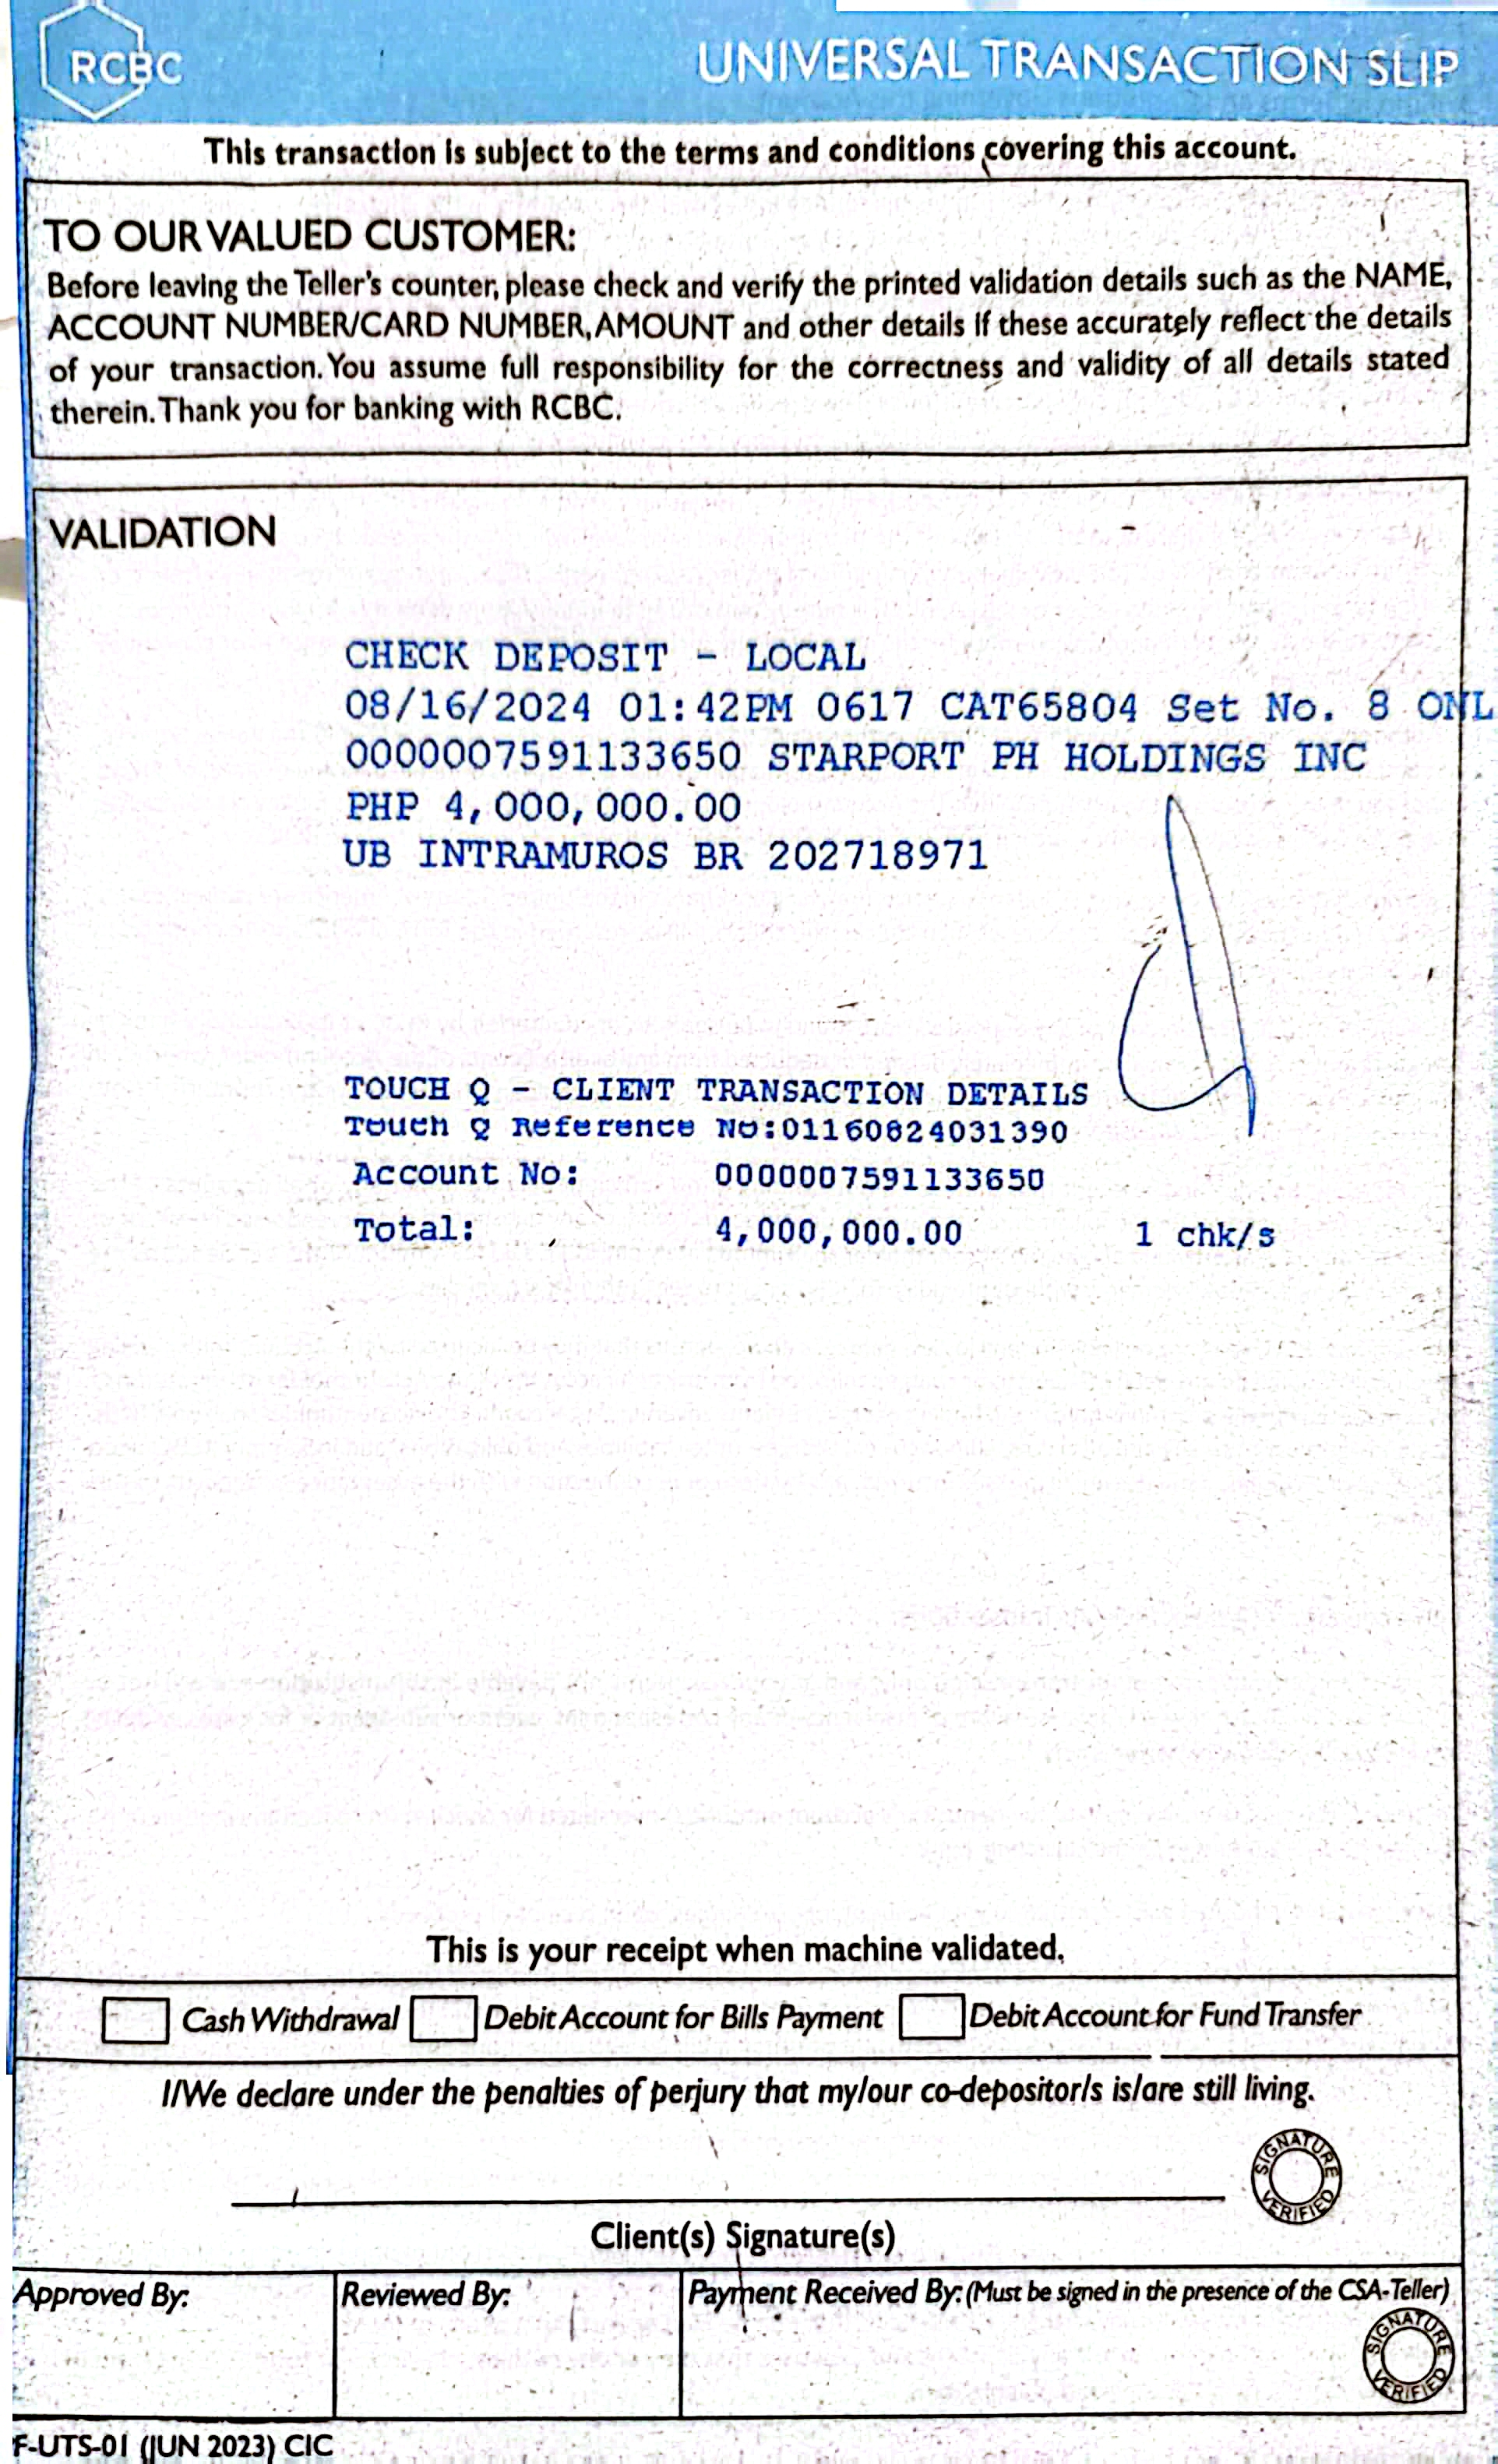 RCBC
UNIVERSAL TRANSACTION SLIP
This transaction is subject to the terms and conditions covering this account.
TO OUR VALUED CUSTOMER:
Before leaving the Teller's counter, please check and verify the printed validation details such as the NAME,
ACCOUNT NUMBER/CARD NUMBER, AMOUNT and other details if these accurately reflect the details
of your transaction. You assume full responsibility for the correctness and validity of all details stated
therein. Thank you for banking with RCBC.
VALIDATION
CHECK DEPOSIT - LOCAL
08/16/2024 01:42PM 0617 CAT65804 Set No. 8 ONL
0000007591133650 STARPORT PH HOLDINGS INC
PHP 4,000,000.00
UB INTRAMUROS BR 202718971
TOUCH Q - CLIENT TRANSACTION DETAILS
Touch Q Reference No:01160824031390
Account No: 0000007591133650
Total: 4,000,000.00 1 chk/s
This is your receipt when machine validated.
Cash Withdrawal Debit Account for Bills Payment Debit Account for Fund Transfer
I/We declare under the penalties of perjury that my/our co-depositor/s is/are still living.
SIGNATURE VERIFIED
Client(s) Signature(s)
Approved By: Reviewed By: Payment Received By: (Must be signed in the presence of the CSA-Teller)
SIGNATURE VERIFIED
F-UTS-01 (JUN 2023) CIC